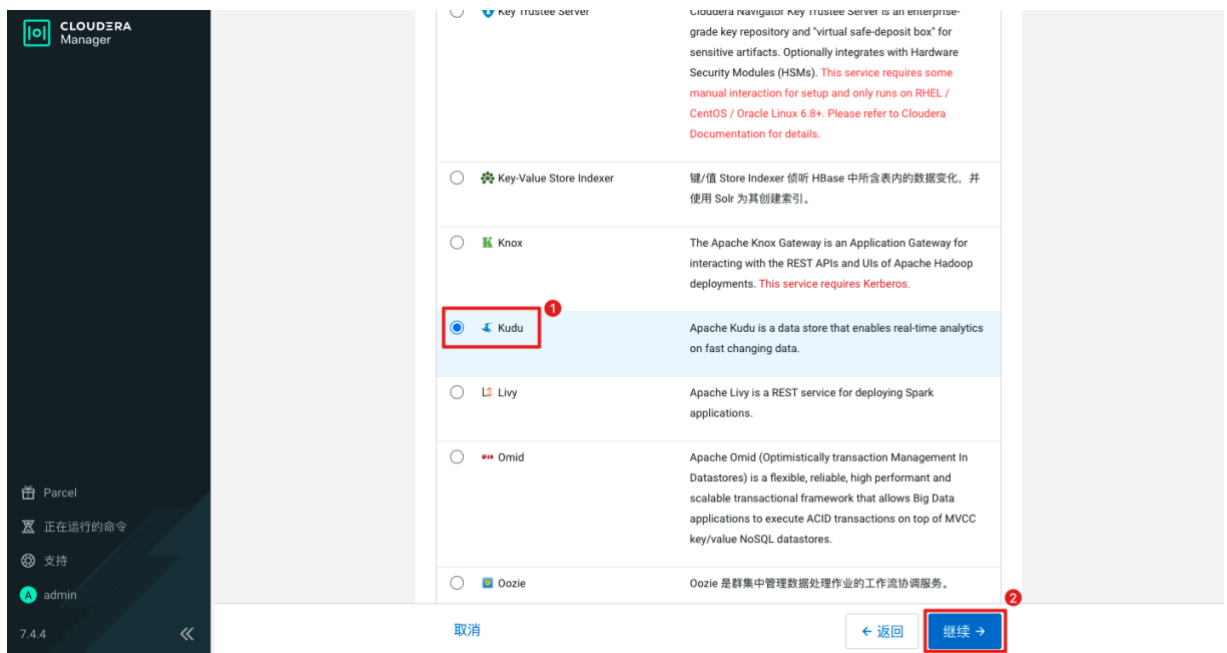 CLOUDERA
Manager
Key Trustee Server
Cloudera Navigator Key Trustee Server is an enterprise-
grade key repository and "virtual safe-deposit box" for
sensitive artifacts. Optionally integrates with Hardware
Security Modules (HSMs). This service requires some
manual interaction for setup and only runs on RHEL /
CentOS / Oracle Linux 6.8+. Please refer to Cloudera
Documentation for details.
Key-Value Store Indexer
键/值 Store Indexer 侦听 HBase 中所含表内的数据变化，并
使用 Solr 为其创建索引。
Knox
The Apache Knox Gateway is an Application Gateway for
interacting with the REST APIs and UIs of Apache Hadoop
deployments. This service requires Kerberos.
1
Kudu
Apache Kudu is a data store that enables real-time analytics
on fast changing data.
Livy
Apache Livy is a REST service for deploying Spark
applications.
Omid
Apache Omid (Optimistically transaction Management In
Datastores) is a flexible, reliable, high performant and
scalable transactional framework that allows Big Data
applications to execute ACID transactions on top of MVCC
key/value NoSQL datastores.
Oozie
Oozie 是群集中管理数据处理作业的工作流协调服务。
Parcel
正在运行的命令
支持
A admin
7.4.4
取消
← 返回
2
继续 →